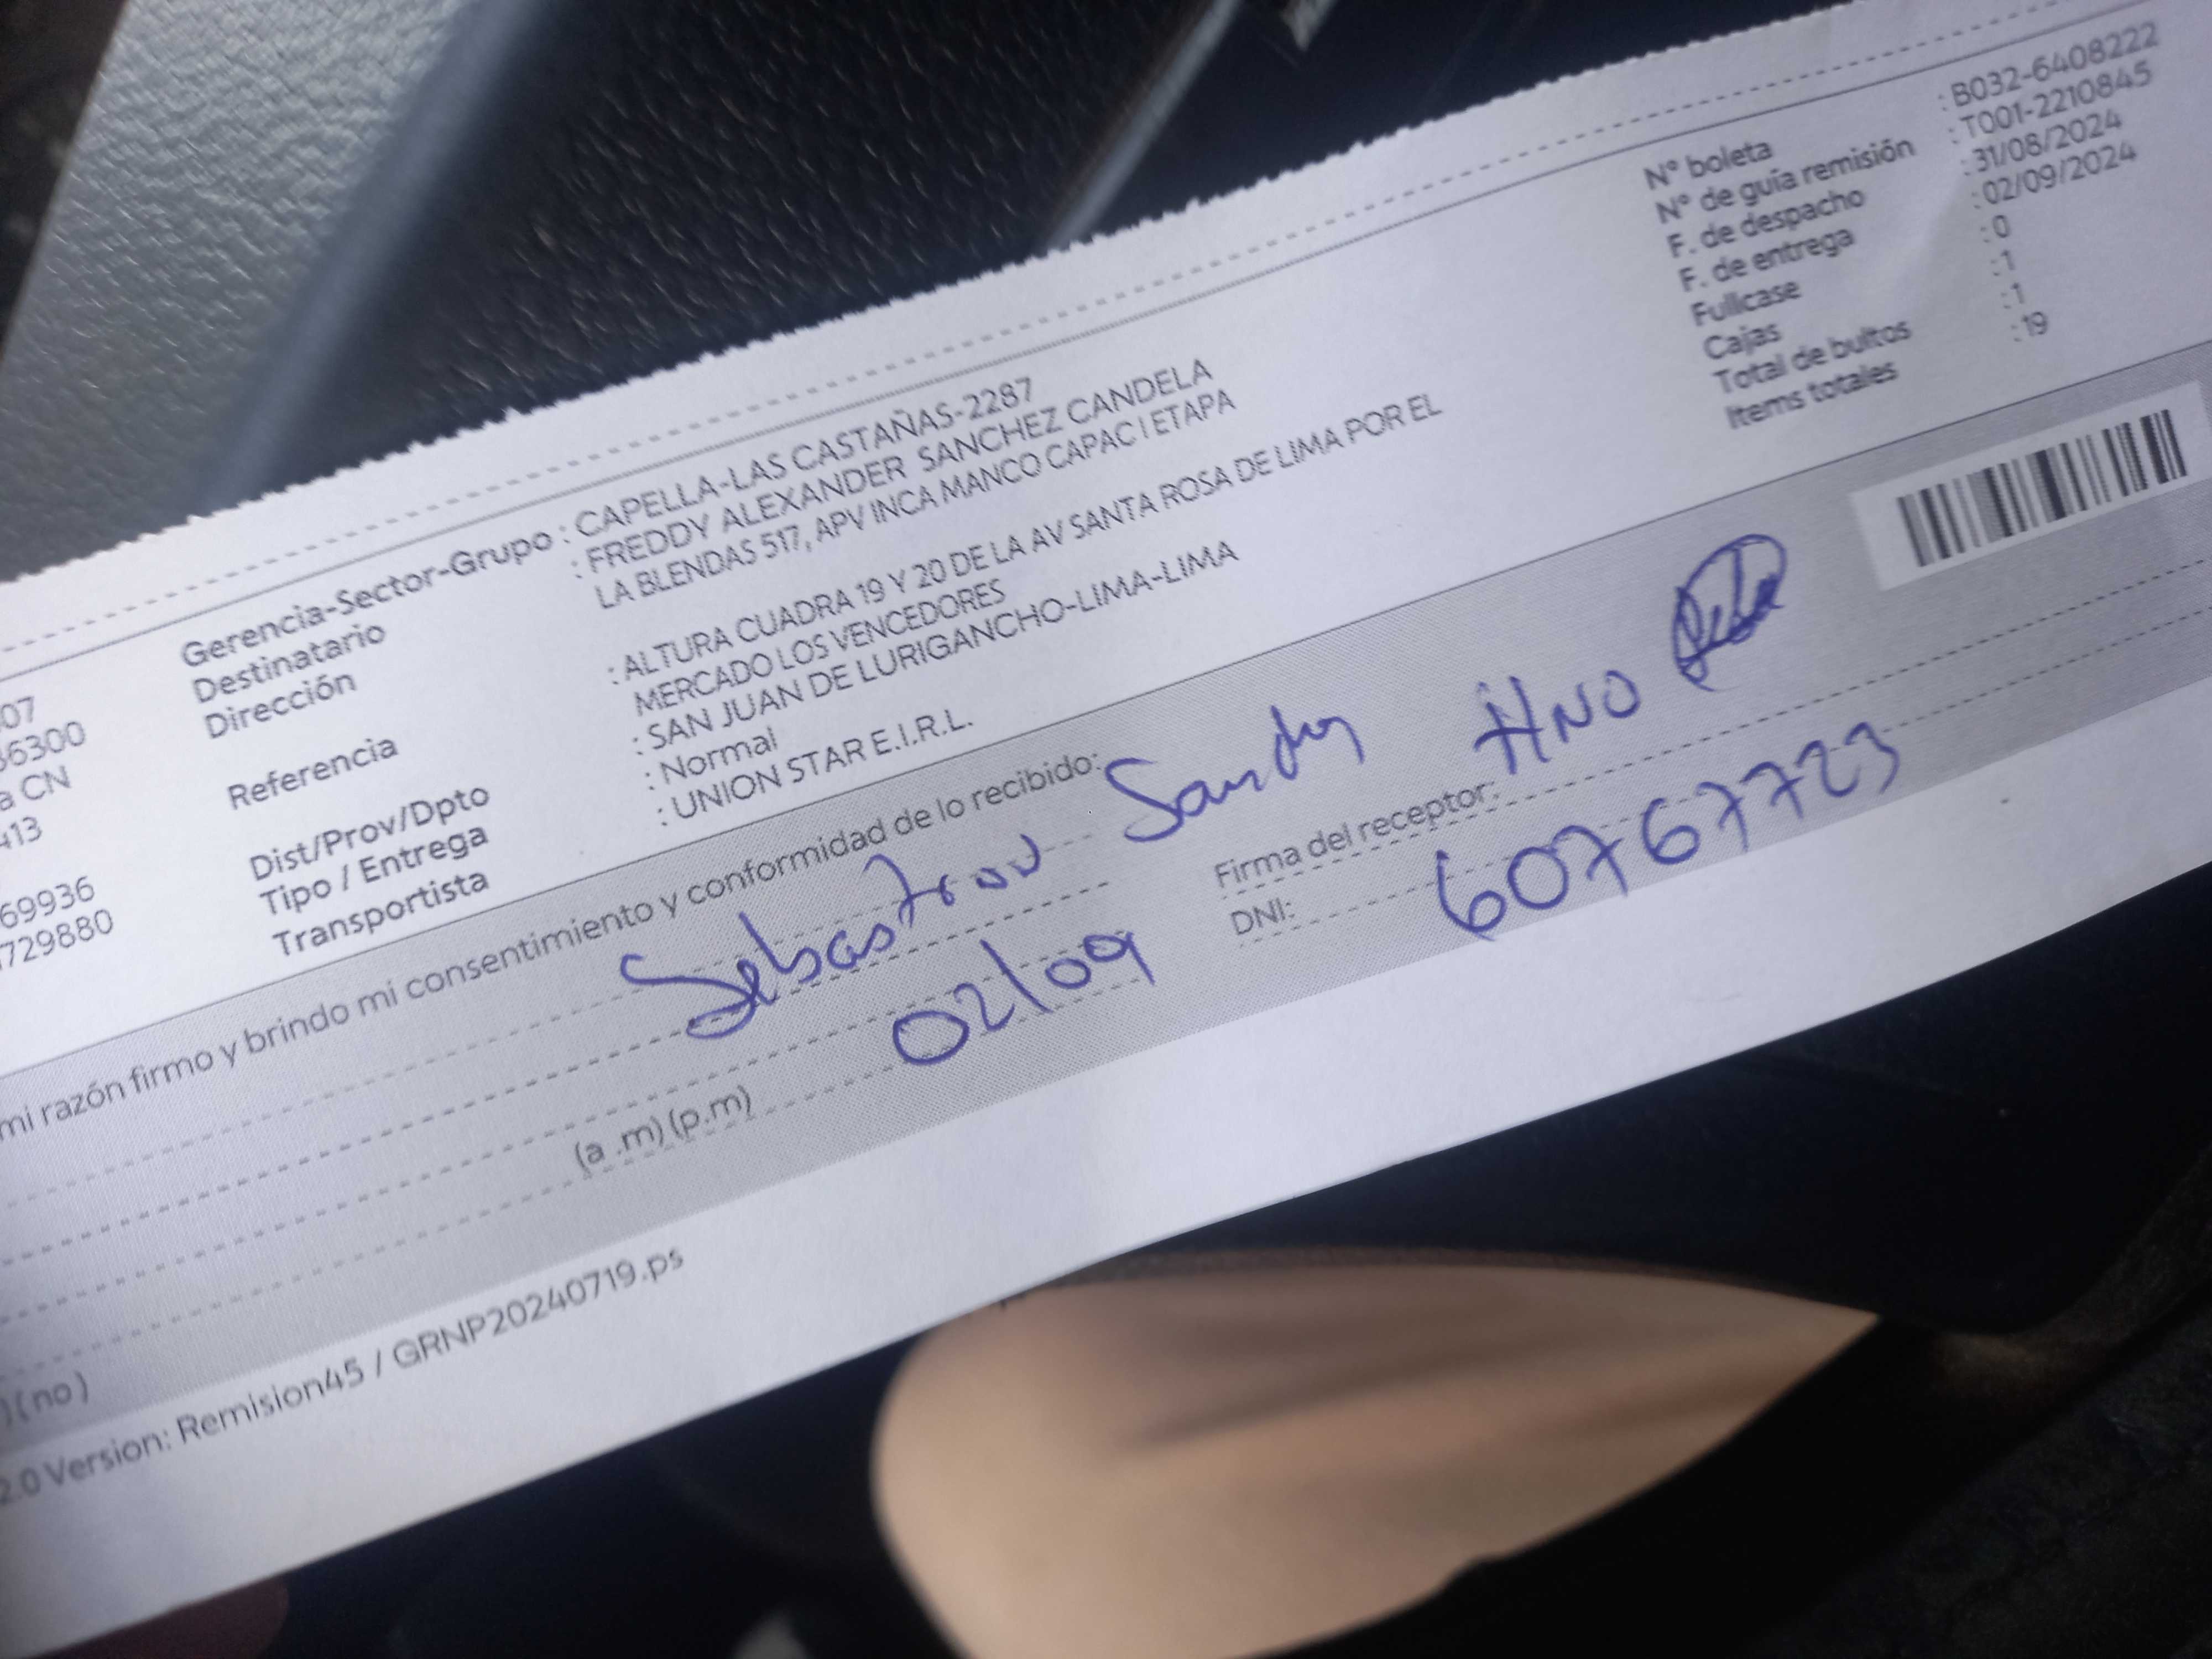 Gerencia-Sector-Grupo : CAPELLA-LAS CASTAÑAS-2287
Destinatario : FREDDY ALEXANDER SANCHEZ CANDELA
Dirección LA BLENDAS 517, APV INCA MANCO CAPAC I ETAPA
Referencia : ALTURA CUADRA 19 Y 20 DE LA AV SANTA ROSA DE LIMA POR EL
MERCADO LOS VENCEDORES
Dist/Prov/Dpto : SAN JUAN DE LURIGANCHO-LIMA-LIMA
Tipo / Entrega : Normal
Transportista : UNION STAR E.I.R.L.
07
36300
a CN
413
69936
729880
N° boleta : B032-6408222
N° de guía remisión : T001-2210845
F. de despacho : 31/08/2024
F. de entrega : 02/09/2024
Fullcase : 0
Cajas : 1
Total de bultos : 1
Items totales : 19
mi razón firmo y brindo mi consentimiento y conformidad de lo recibido:
Sebastian HNO
Firma del receptor:
02/09
DNI: 60767723
(a .m) (p.m)
)( no )
2.0 Version: Remision45 / GRNP20240719.ps